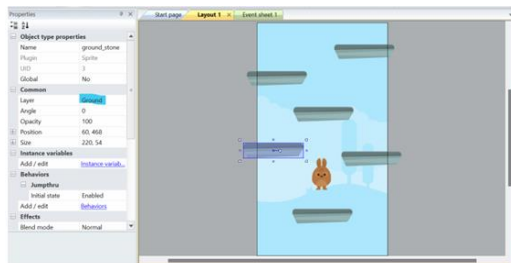 Properties
Start page Layout 1 × Event sheet 1
Object type properties
Name ground_stone
Plugin Sprite
UID 3
Global No
Common
Layer Ground
Angle 0
Opacity 100
Position 60, 468
Size 220, 54
Instance variables
Add / edit Instance variab...
Behaviors
Jumpthru
Initial state Enabled
Add / edit Behaviors
Effects
Blend mode Normal